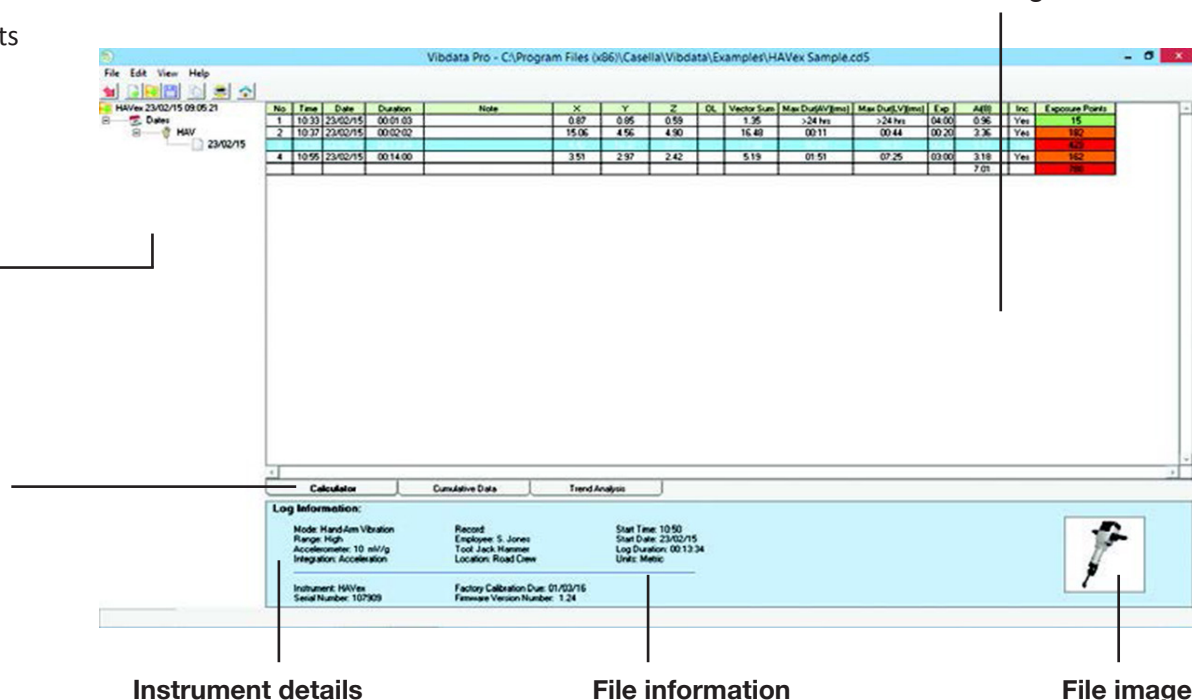 ts
Vibdata Pro - C:\Program Files (x86)\Casella\Vibdata\Examples\HAVex Sample.cd5
File Edit View Help
HAVex 23/02/15 09:05:21
Dates
HAV
23/02/15
No Time Date Duration Note X Y Z OL Vector Sum Max Dur(AV)[ms] Max Dur(LV)[ms] Exp A(8) Inc Exposure Points
1 10:33 23/02/15 00:01:03 0.87 0.85 0.59 1.35 >24 hrs >24 hrs 04:00 0.96 Yes 15
2 10:37 23/02/15 00:02:02 15.06 4.56 4.90 16.48 00:11 00:44 00:20 3.36 Yes 182
423
4 10:55 23/02/15 00:14:00 3.51 2.97 2.42 5.19 01:51 07:25 03:00 3.18 Yes 162
7.01 780
Calculator Cumulative Data Trend Analysis
Log Information:
Mode: Hand-Arm Vibration Record Start Time: 10:50
Range: High Employee: S. Jones Start Date: 23/02/15
Accelerometer: 10 mV/g Tool: Jack Hammer Log Duration: 00:13:34
Integration: Acceleration Location: Road Crew Units: Metric
Instrument: HAVex Factory Calibration Due: 01/03/16
Serial Number: 107909 Firmware Version Number: 1.24
Instrument details File information File image